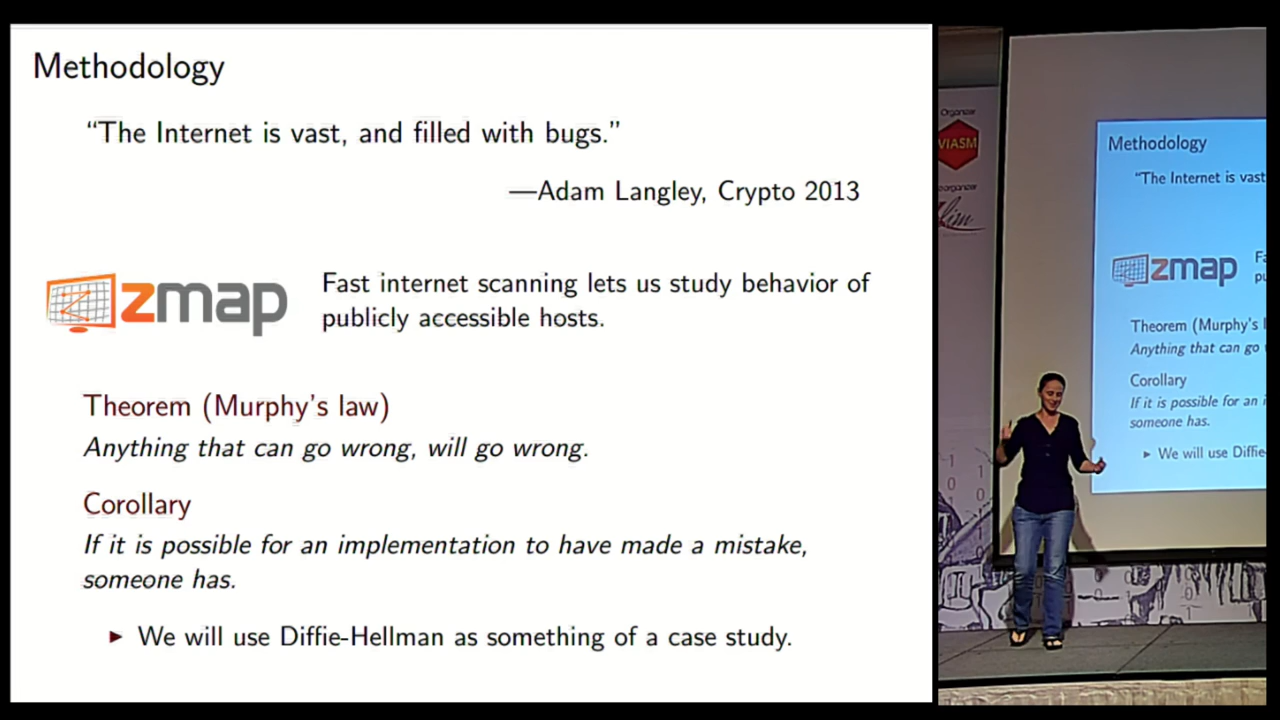 Methodology
“The Internet is vast, and filled with bugs.”
—Adam Langley, Crypto 2013
zmap
Fast internet scanning lets us study behavior of
publicly accessible hosts.
Theorem (Murphy's law)
Anything that can go wrong, will go wrong.
Corollary
If it is possible for an implementation to have made a mistake,
someone has.
▶ We will use Diffie-Hellman as something of a case study.
Organizer
VIASM
Methodology
“The Internet is vast
zmap
Theorem (Murphy's l
Anything that can go
Corollary
If it is possible for an i
someone has.
▶ We will use Diffie-